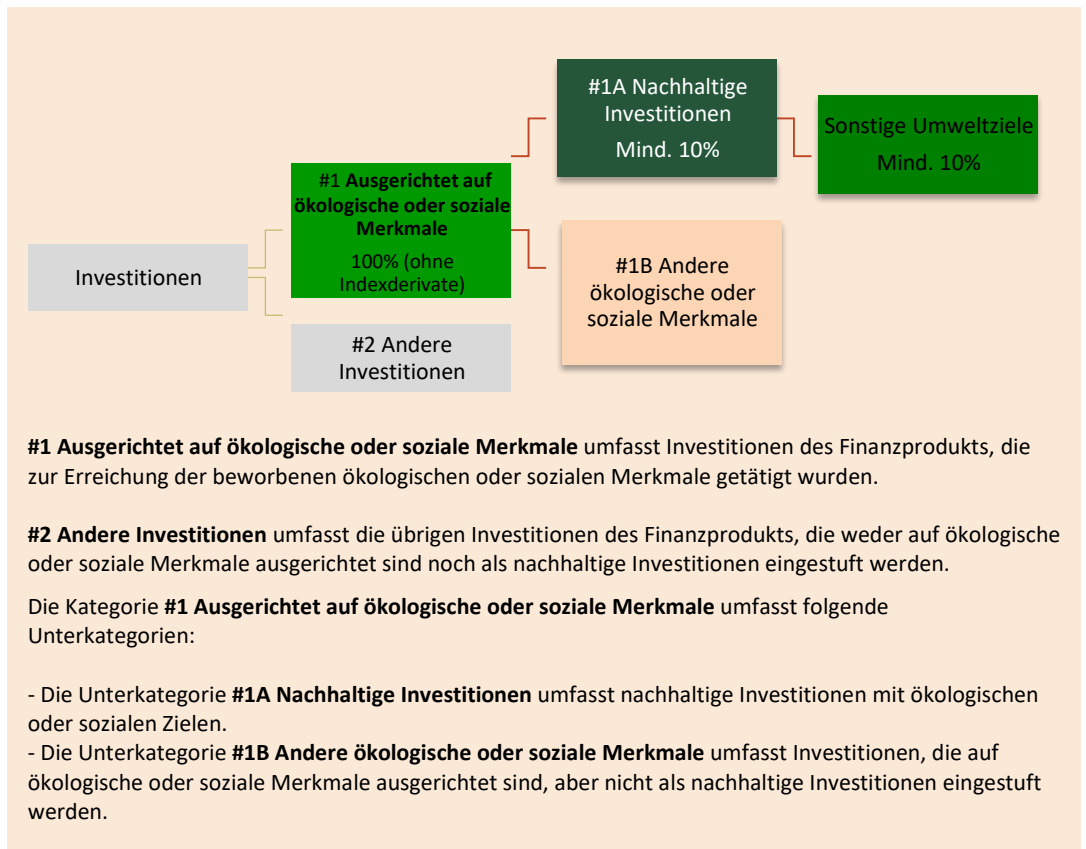 #1A Nachhaltige
Investitionen
Mind. 10%
Sonstige Umweltziele
Mind. 10%
#1 Ausgerichtet auf
ökologische oder soziale
Merkmale
100% (ohne
Indexderivate)
Investitionen
#1B Andere
ökologische oder
soziale Merkmale
#2 Andere
Investitionen
#1 Ausgerichtet auf ökologische oder soziale Merkmale umfasst Investitionen des Finanzprodukts, die
zur Erreichung der beworbenen ökologischen oder sozialen Merkmale getätigt wurden.
#2 Andere Investitionen umfasst die übrigen Investitionen des Finanzprodukts, die weder auf ökologische
oder soziale Merkmale ausgerichtet sind noch als nachhaltige Investitionen eingestuft werden.
Die Kategorie #1 Ausgerichtet auf ökologische oder soziale Merkmale umfasst folgende
Unterkategorien:
- Die Unterkategorie #1A Nachhaltige Investitionen umfasst nachhaltige Investitionen mit ökologischen
oder sozialen Zielen.
- Die Unterkategorie #1B Andere ökologische oder soziale Merkmale umfasst Investitionen, die auf
ökologische oder soziale Merkmale ausgerichtet sind, aber nicht als nachhaltige Investitionen eingestuft
werden.